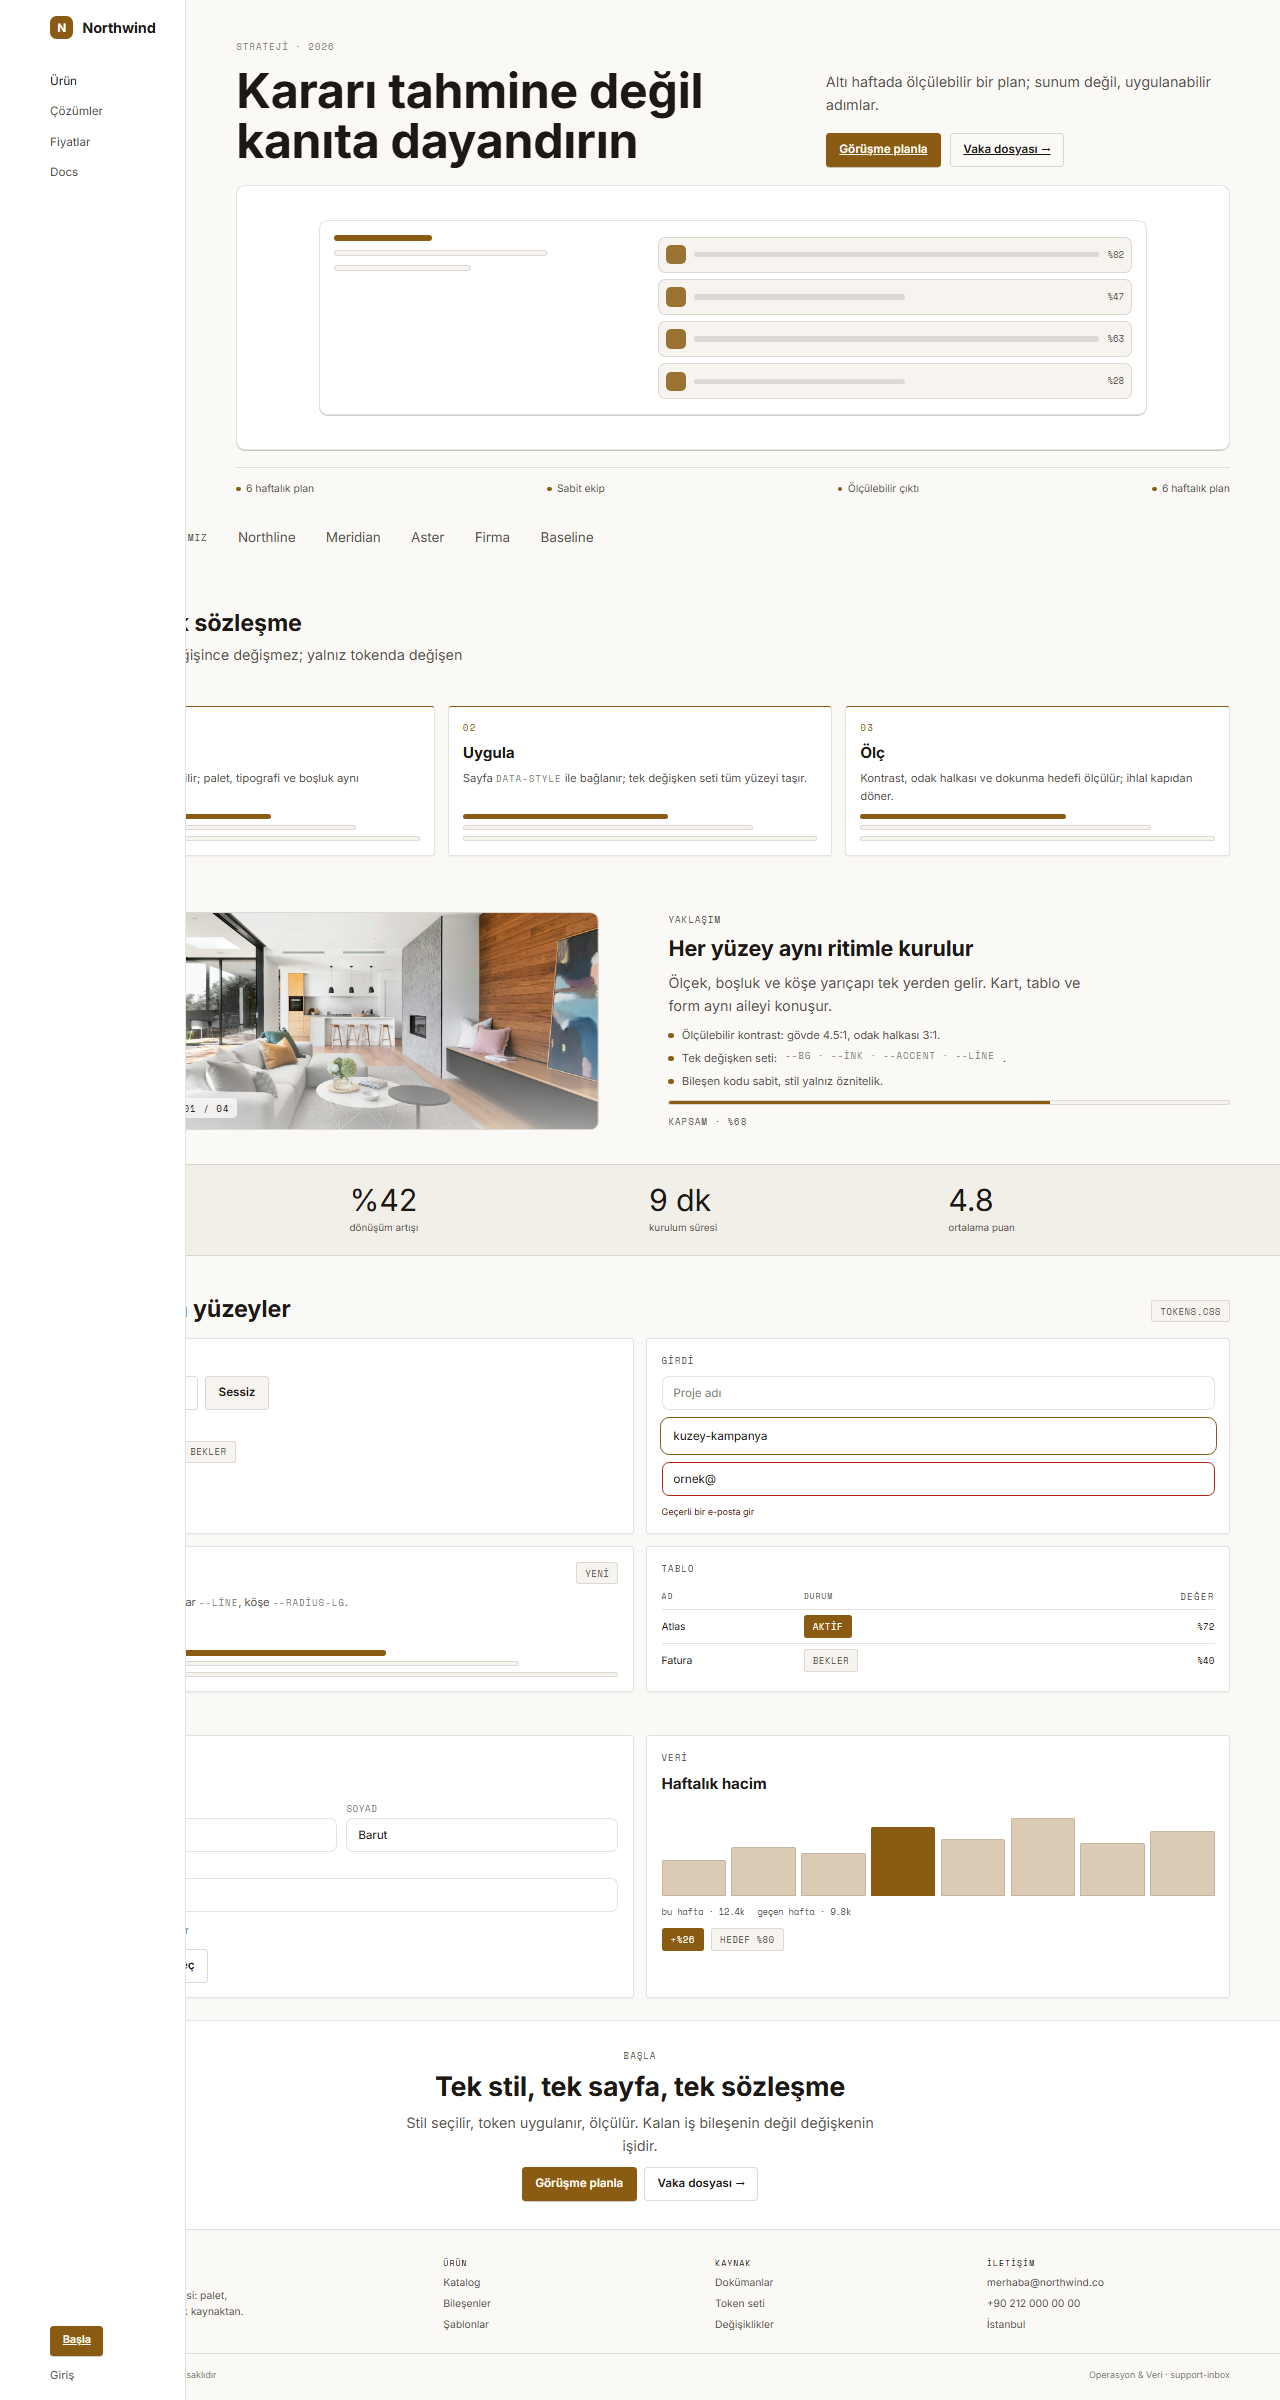 N Northwind
Ürün
Çözümler
Fiyatlar
Docs
STRATEJİ · 2026
Kararı tahmine değil
kanıta dayandırın
Altı haftada ölçülebilir bir plan; sunum değil, uygulanabilir
adımlar.
Görüşme planla
Vaka dosyası →
%82
%47
%63
%28
6 haftalık plan
Sabit ekip
Ölçülebilir çıktı
6 haftalık plan
MIZ
Northline
Meridian
Aster
Firma
Baseline
sözleşme
ğişince değişmez; yalnız tokenda değişen
ilir; palet, tipografi ve boşluk aynı
02
Uygula
Sayfa DATA-STYLE ile bağlanır; tek değişken seti tüm yüzeyi taşır.
03
Ölç
Kontrast, odak halkası ve dokunma hedefi ölçülür; ihlal kapıdan
döner.
01 / 04
YAKLAŞIM
Her yüzey aynı ritimle kurulur
Ölçek, boşluk ve köşe yarıçapı tek yerden gelir. Kart, tablo ve
form aynı aileyi konuşur.
Ölçülebilir kontrast: gövde 4.5:1, odak halkası 3:1.
Tek değişken seti: --BG · --İNK · --ACCENT · --LİNE .
Bileşen kodu sabit, stil yalnız öznitelik.
KAPSAM · %68
%42
dönüşüm artışı
9 dk
kurulum süresi
4.8
ortalama puan
yüzeyler
TOKENS.CSS
Sessiz
BEKLER
GİRDİ
Proje adı
kuzey-kampanya
ornek@
Geçerli bir e-posta gir
YENİ
ar --LİNE, köşe --RADİUS-LG.
TABLO
AD DURUM DEĞER
Atlas AKTİF %72
Fatura BEKLER %40
SOYAD
Barut
r
eç
VERİ
Haftalık hacim
bu hafta · 12.4k geçen hafta · 9.8k
+%26
HEDEF %80
BAŞLA
Tek stil, tek sayfa, tek sözleşme
Stil seçilir, token uygulanır, ölçülür. Kalan iş bileşenin değil değişkenin
işidir.
Görüşme planla
Vaka dosyası →
si: palet,
k kaynaktan.
ÜRÜN
Katalog
Bileşenler
Şablonlar
KAYNAK
Dokümanlar
Token seti
Değişiklikler
İLETİŞİM
merhaba@northwind.co
+90 212 000 00 00
İstanbul
Başla
Giriş
saklıdır
Operasyon & Veri · support-inbox